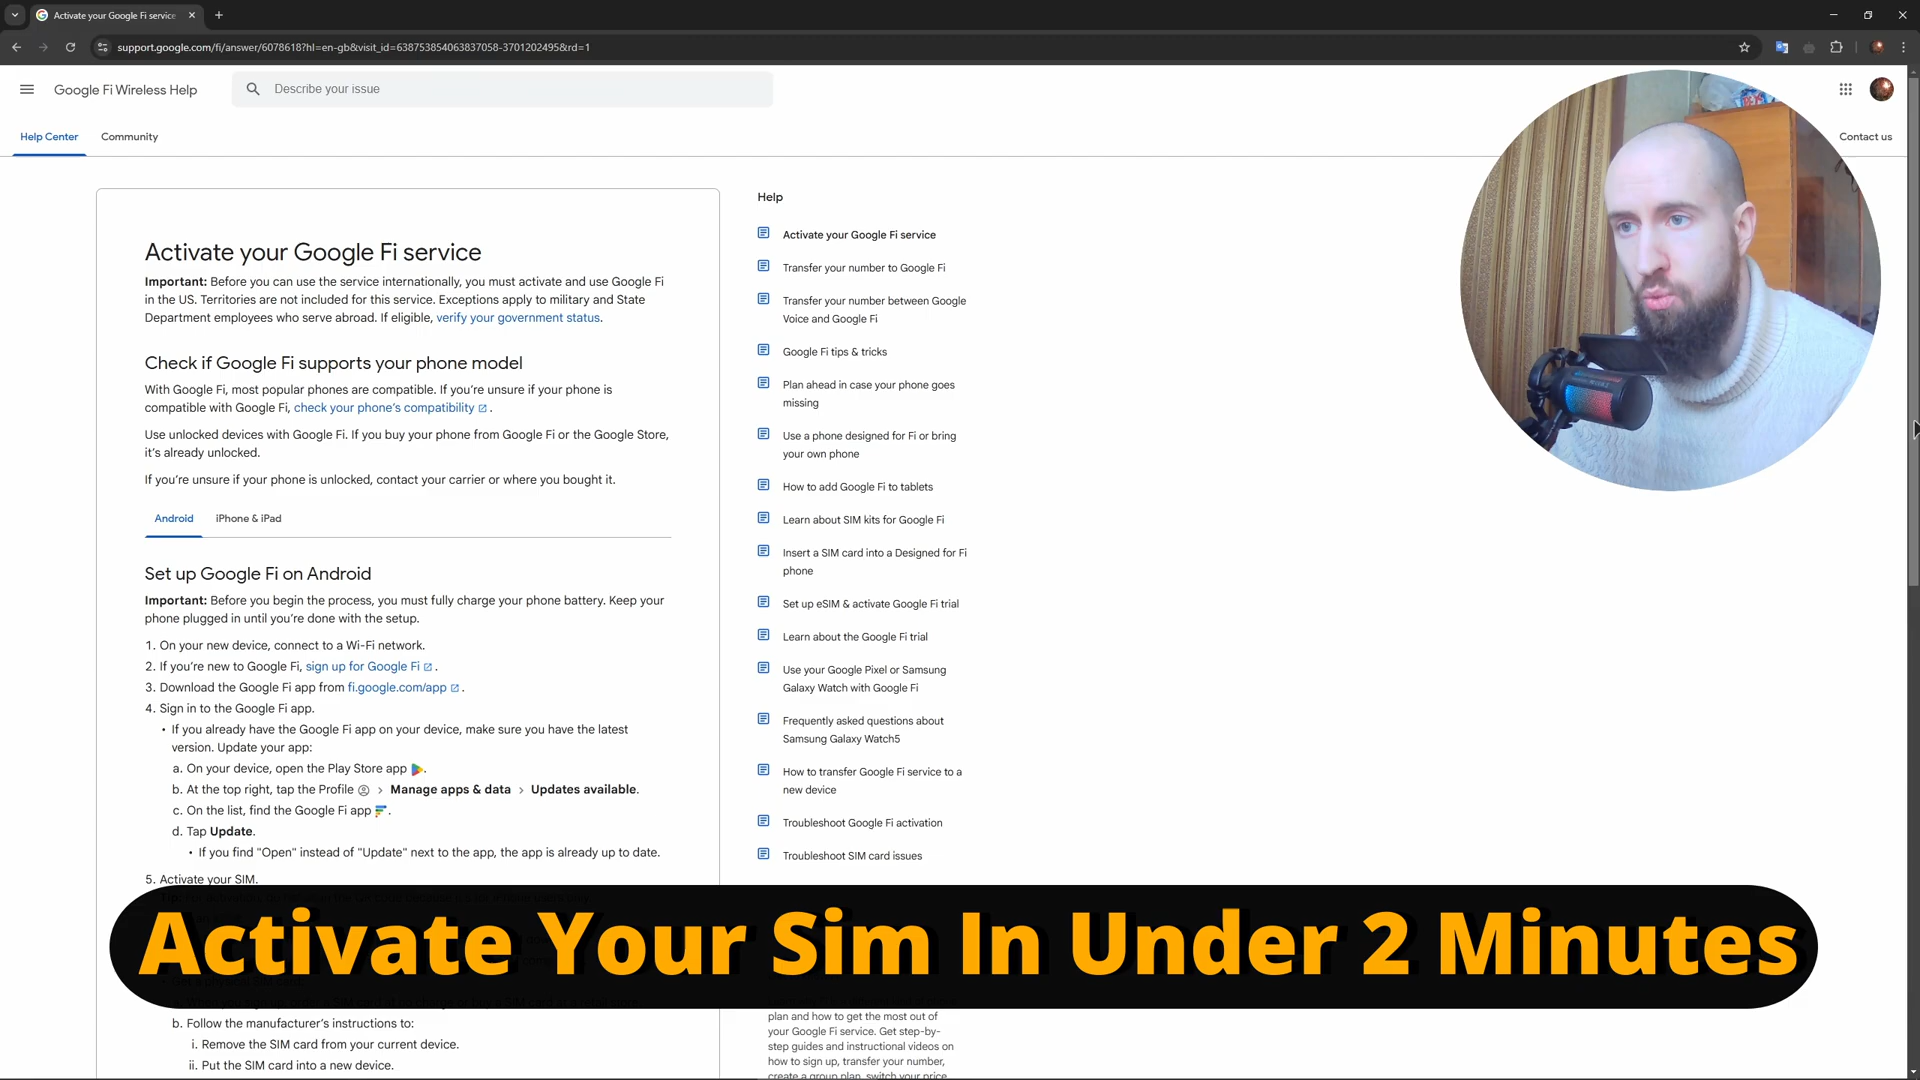 Activate your Google Fi service
support.google.com/fi/answer/6078618?hl=en-gb&visit_id=638753854063837058-3701202495&rd=1
Google Fi Wireless Help
Describe your issue
Help Center
Community
Contact us
Activate your Google Fi service
Important: Before you can use the service internationally, you must activate and use Google Fi
in the US. Territories are not included for this service. Exceptions apply to military and State
Department employees who serve abroad. If eligible, verify your government status.
Check if Google Fi supports your phone model
With Google Fi, most popular phones are compatible. If you're unsure if your phone is
compatible with Google Fi, check your phone's compatibility .
Use unlocked devices with Google Fi. If you buy your phone from Google Fi or the Google Store,
it's already unlocked.
If you're unsure if your phone is unlocked, contact your carrier or where you bought it.
Android
iPhone & iPad
Set up Google Fi on Android
Important: Before you begin the process, you must fully charge your phone battery. Keep your
phone plugged in until you're done with the setup.
1. On your new device, connect to a Wi-Fi network.
2. If you're new to Google Fi, sign up for Google Fi .
3. Download the Google Fi app from fi.google.com/app .
4. Sign in to the Google Fi app.
• If you already have the Google Fi app on your device, make sure you have the latest
version. Update your app:
a. On your device, open the Play Store app .
b. At the top right, tap the Profile > Manage apps & data > Updates available.
c. On the list, find the Google Fi app .
d. Tap Update.
• If you find "Open" instead of "Update" next to the app, the app is already up to date.
5. Activate your SIM.
b. Follow the manufacturer's instructions to:
i. Remove the SIM card from your current device.
ii. Put the SIM card into a new device.
Help
Activate your Google Fi service
Transfer your number to Google Fi
Transfer your number between Google
Voice and Google Fi
Google Fi tips & tricks
Plan ahead in case your phone goes
missing
Use a phone designed for Fi or bring
your own phone
How to add Google Fi to tablets
Learn about SIM kits for Google Fi
Insert a SIM card into a Designed for Fi
phone
Set up eSIM & activate Google Fi trial
Learn about the Google Fi trial
Use your Google Pixel or Samsung
Galaxy Watch with Google Fi
Frequently asked questions about
Samsung Galaxy Watch5
How to transfer Google Fi service to a
new device
Troubleshoot Google Fi activation
Troubleshoot SIM card issues
plan and how to get the most out of
your Google Fi service. Get step-by-
step guides and instructional videos on
how to sign up, transfer your number,
create a group plan, switch your price
Activate Your Sim In Under 2 Minutes